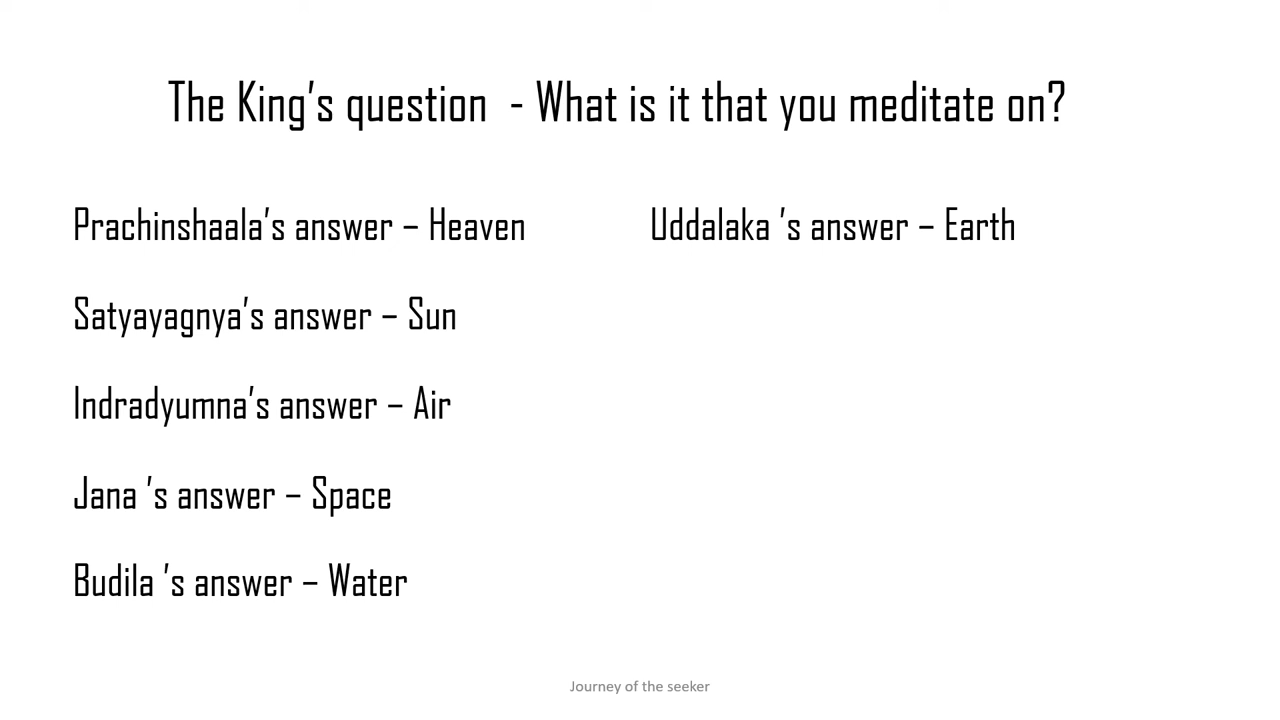 The King's question  - What is it that you meditate on?
Prachinshaala's answer – Heaven
Satyayagnya's answer – Sun
Indradyumna's answer – Air
Jana 's answer – Space
Budila 's answer – Water
Uddalaka 's answer – Earth
Journey of the seeker